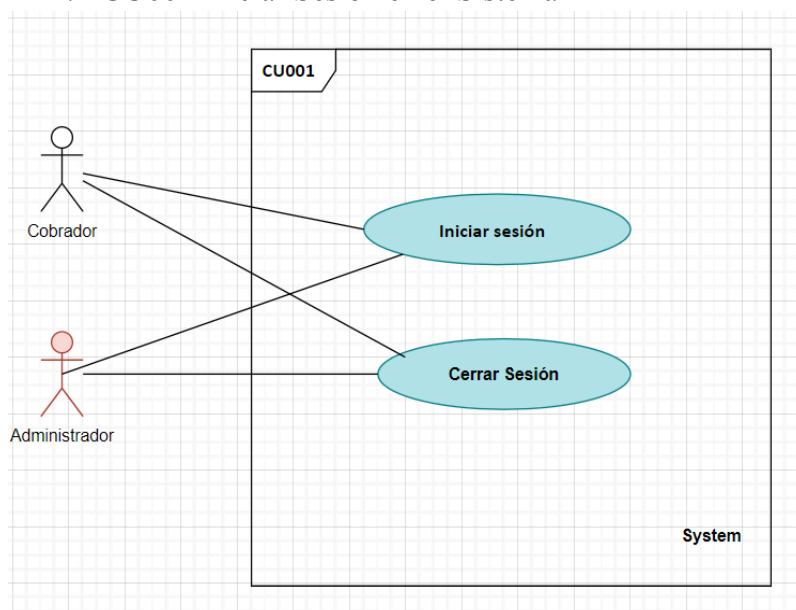 CU001
Cobrador
Iniciar sesión
Cerrar Sesión
Administrador
System